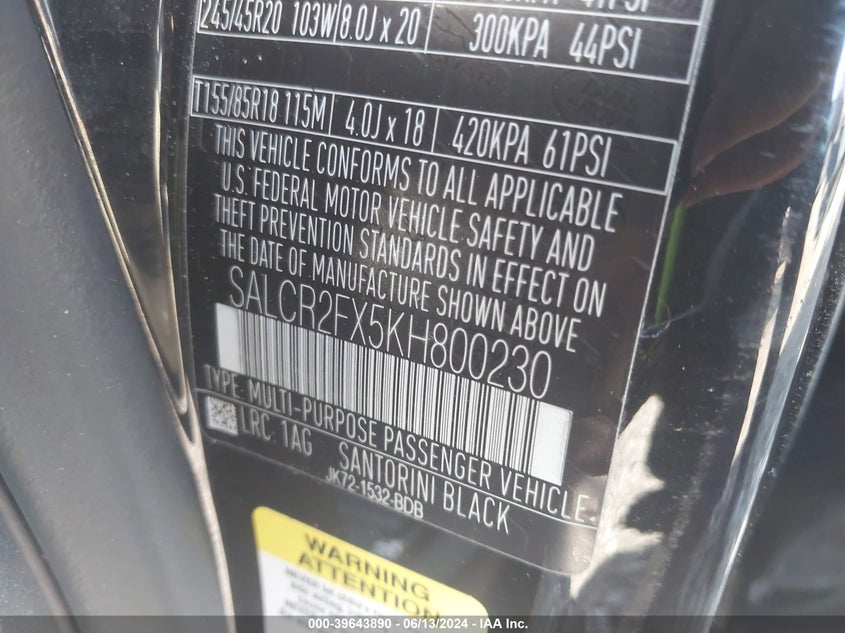 245/45R20 103W 8.0J x 20 300KPA 44PSI
T155/85R18 115M 4.0J x 18 420KPA 61PSI
THIS VEHICLE CONFORMS TO ALL APPLICABLE
U.S. FEDERAL MOTOR VEHICLE SAFETY AND
THEFT PREVENTION STANDARDS IN EFFECT ON
THE DATE OF MANUFACTURE SHOWN ABOVE
SALCR2FX5KH800230
TYPE: MULTI-PURPOSE PASSENGER VEHICLE.
LRC 1AG SANTORINI BLACK
JK72-1532-BDB
WARNING
ATTENTION
000-39643890 - 06/13/2024 - IAA Inc.